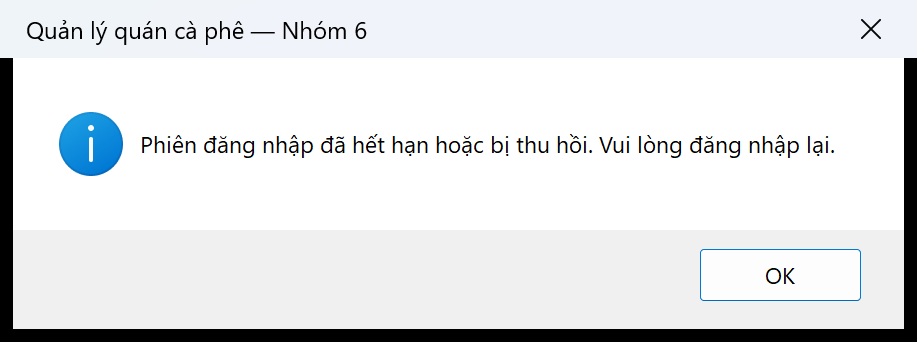 Quản lý quán cà phê — Nhóm 6
Phiên đăng nhập đã hết hạn hoặc bị thu hồi. Vui lòng đăng nhập lại.
OK